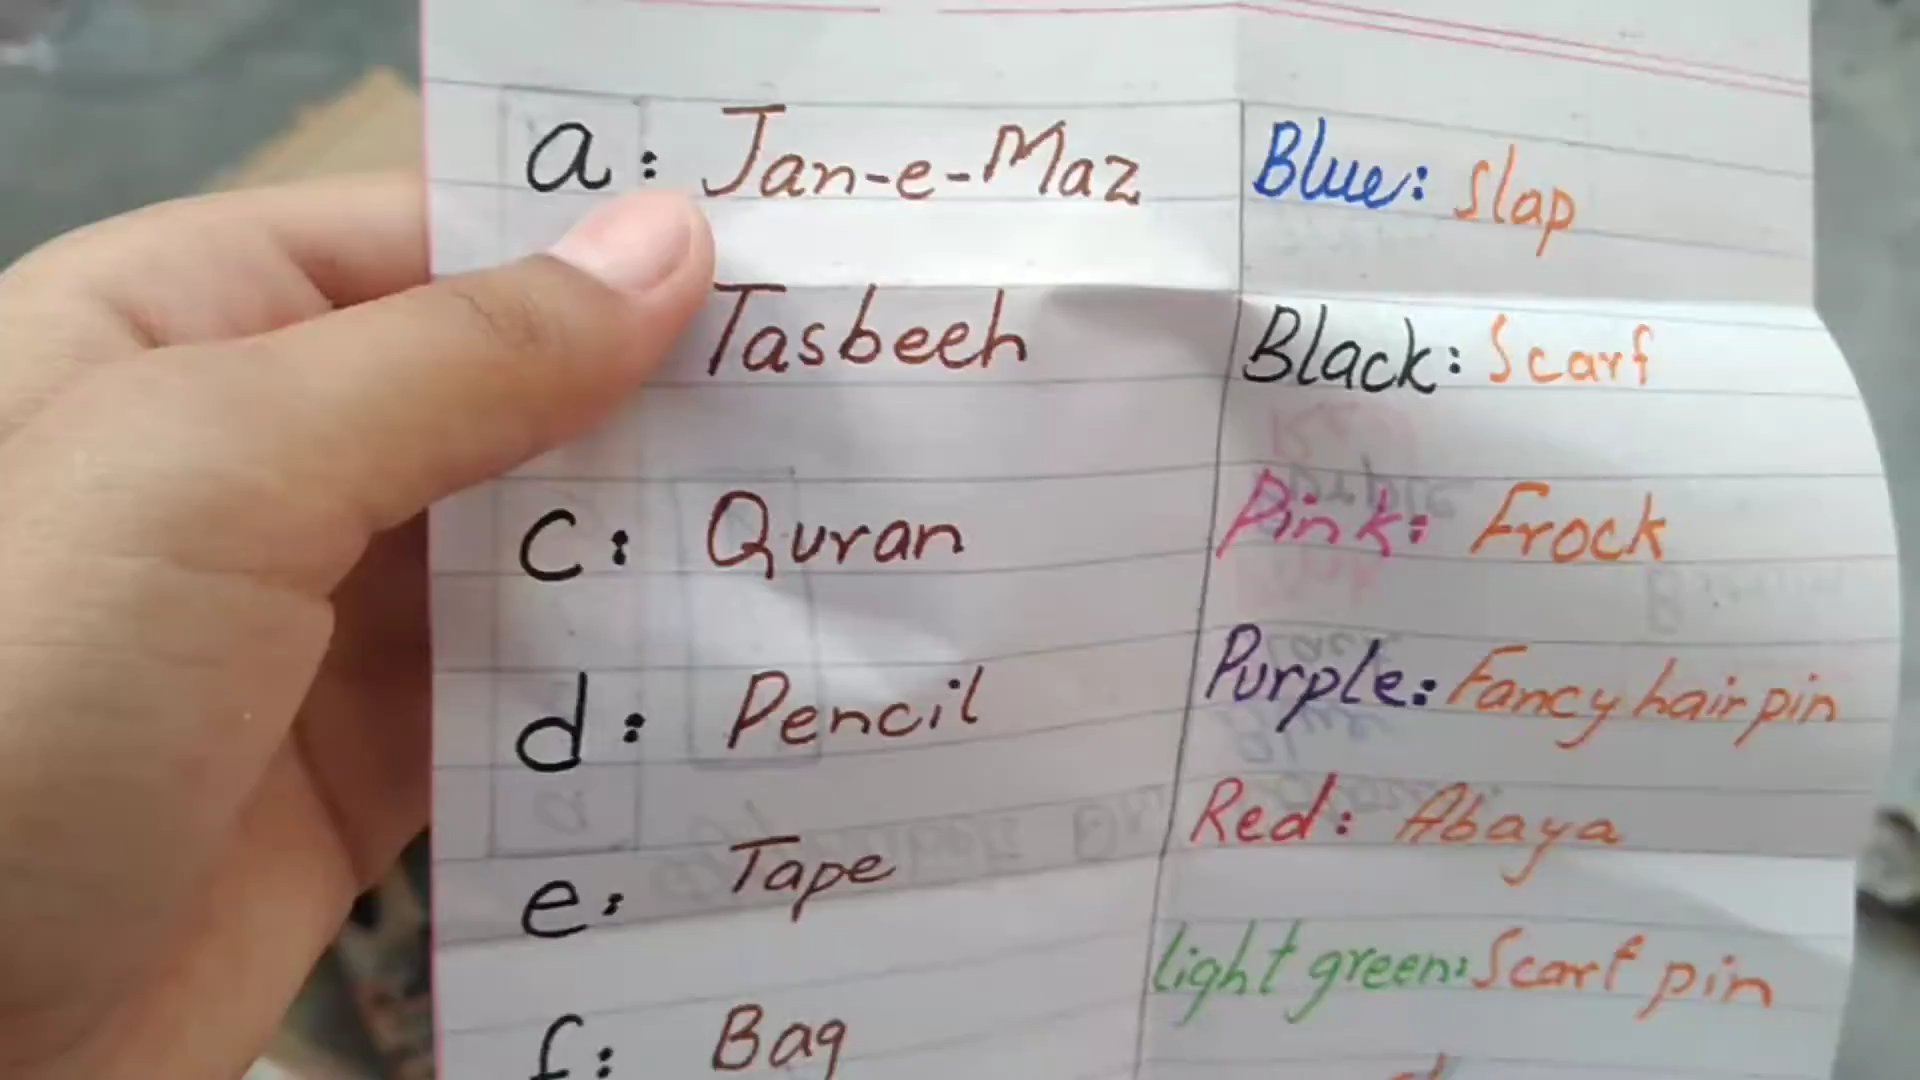 a: Jan-e-Maz
Tasbeeh
c: Quran
d: Pencil
e: Tape
f: Bag
Blue: Slap
Black: Scarf
Pink: Frock
Purple: Fancy hair pin
Red: Abaya
light green: Scarf pin